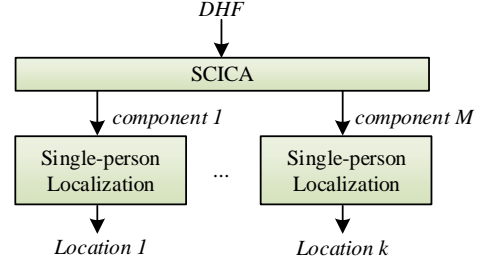 DHF
SCICA
component 1
component M
Single-person
Localization
...
Single-person
Localization
Location 1
Location k